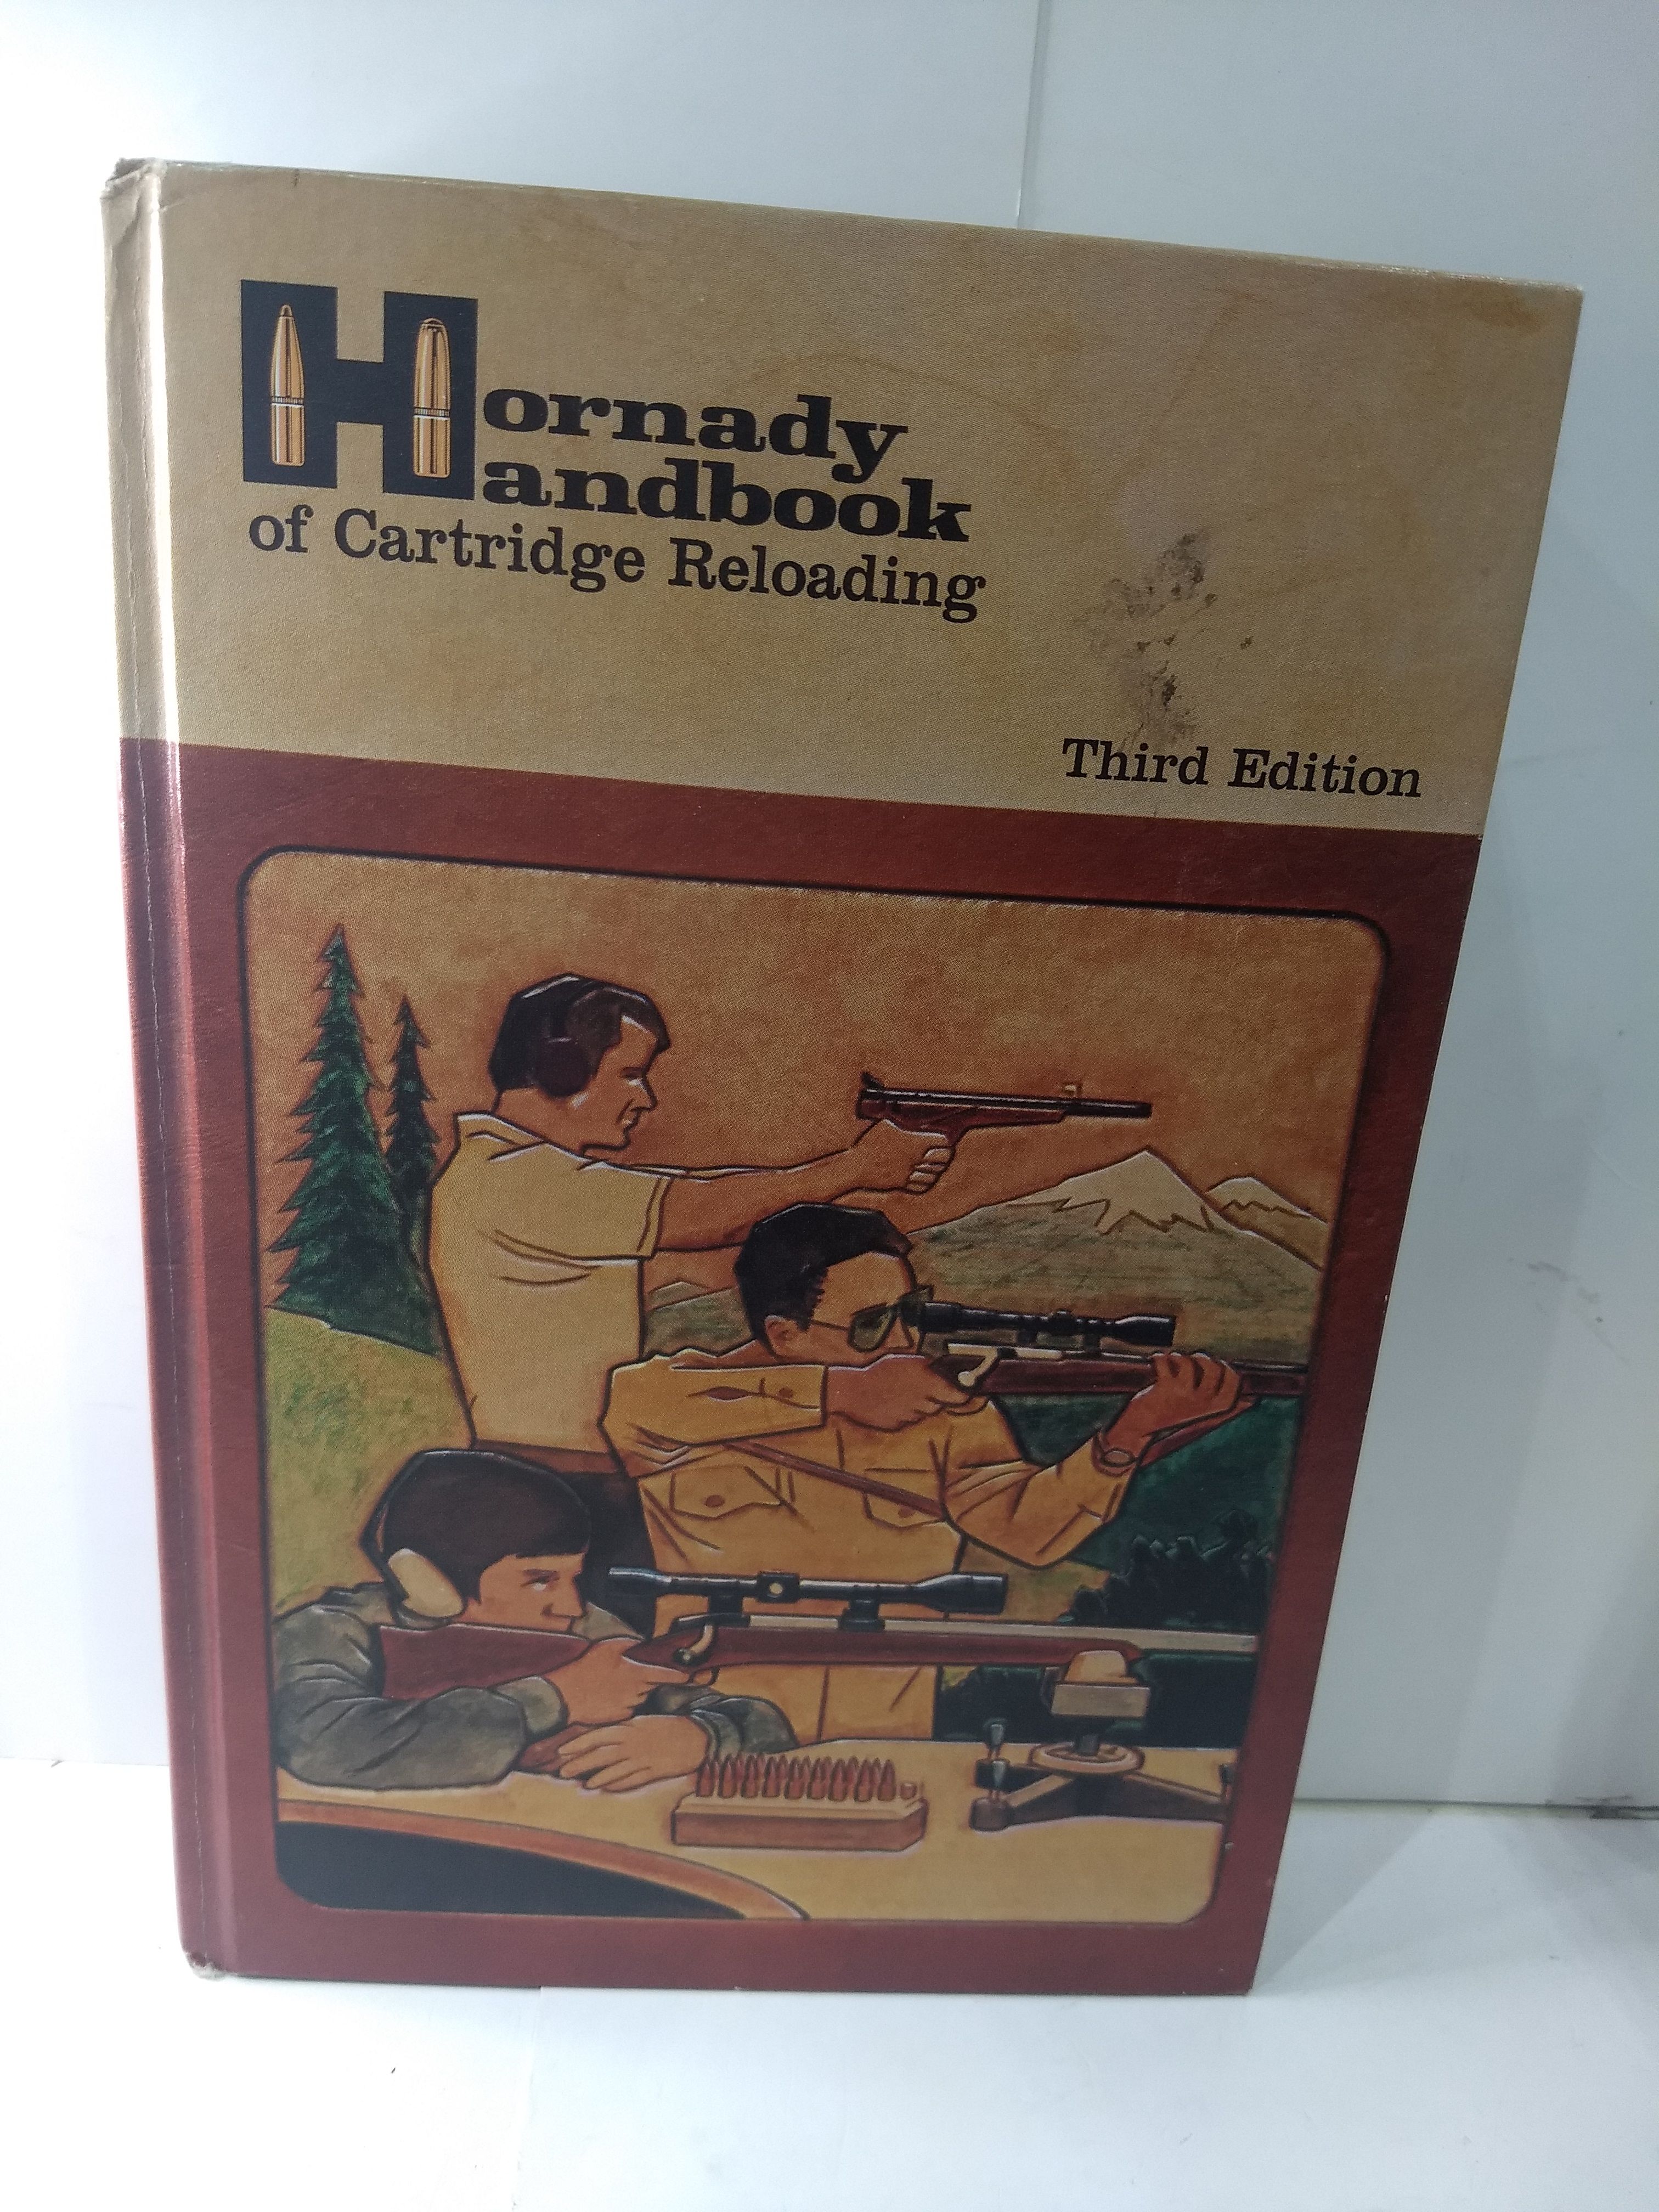 Hornady
Handbook
of Cartridge Reloading
Third Edition